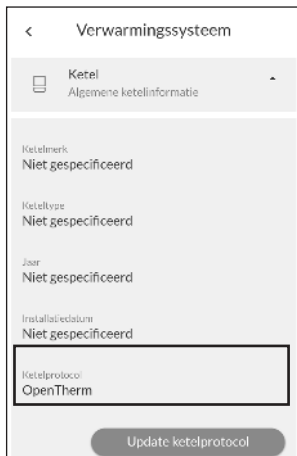 Verwarmingssysteem
Ketel
Algemene ketelinformatie
Ketelmerk
Niet gespecificeerd
Keteltype
Niet gespecificeerd
Jaar
Niet gespecificeerd
Installatiedatum
Niet gespecificeerd
Ketelprotocol
OpenTherm
Update ketelprotocol